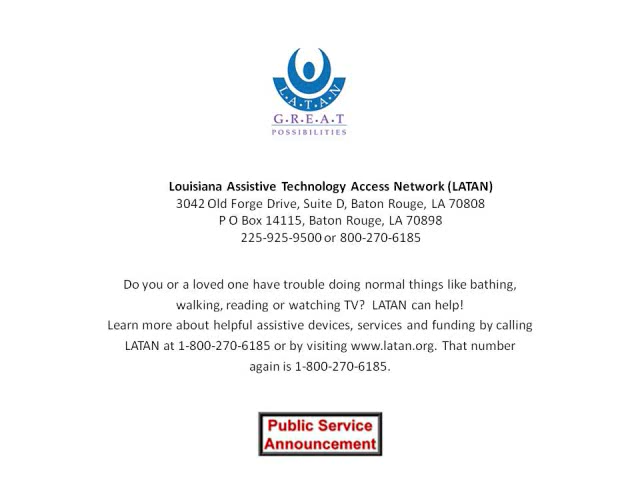 L·A·T·A·N
G·R·E·A·T
POSSIBILITIES
Louisiana Assistive Technology Access Network (LATAN)
3042 Old Forge Drive, Suite D, Baton Rouge, LA 70808
P O Box 14115, Baton Rouge, LA 70898
225-925-9500 or 800-270-6185
Do you or a loved one have trouble doing normal things like bathing,
walking, reading or watching TV?  LATAN can help!
Learn more about helpful assistive devices, services and funding by calling
LATAN at 1-800-270-6185 or by visiting www.latan.org. That number
again is 1-800-270-6185.
Public Service
Announcement